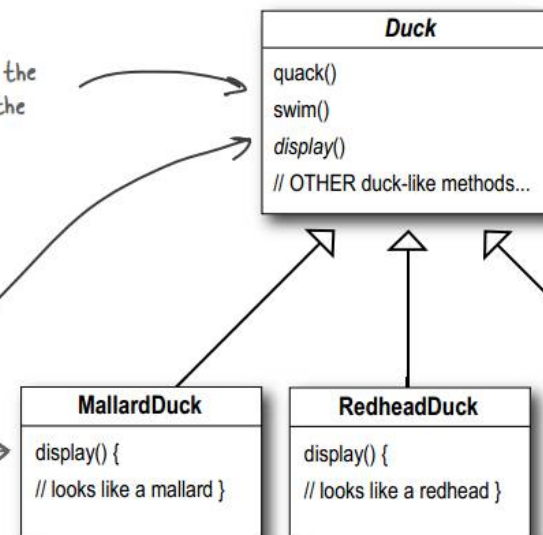 Duck
the
the
quack()
swim()
display()
// OTHER duck-like methods...
MallardDuck
display() {
// looks like a mallard }
RedheadDuck
display() {
// looks like a redhead }